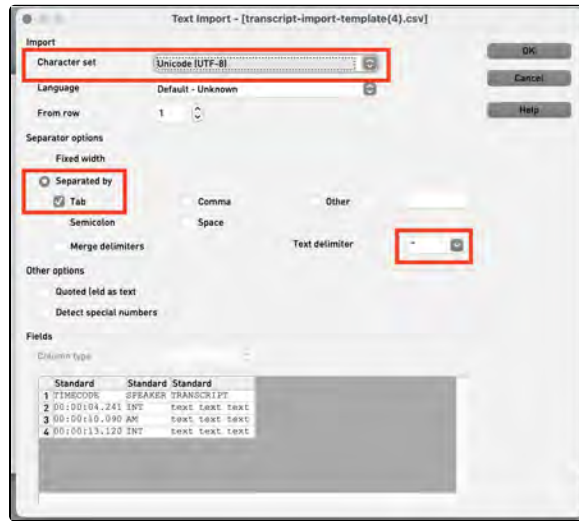 Text Import - [transcript-import-template(4).csv]
Import
Character set Unicode (UTF-8)
OK
Cancel
Language Default - Unknown
Help
From row 1
Separator options
Fixed width
Separated by
Tab Comma Other
Semicolon Space
Merge delimiters Text delimiter "
Other options
Quoted field as text
Detect special numbers
Fields
Column type
Standard Standard Standard
1 TIMECODE SPEAKER TRANSCRIPT
2 00:00:04.241 INT text text text
3 00:00:10.090 AM text text text
4 00:00:13.120 INT text text text